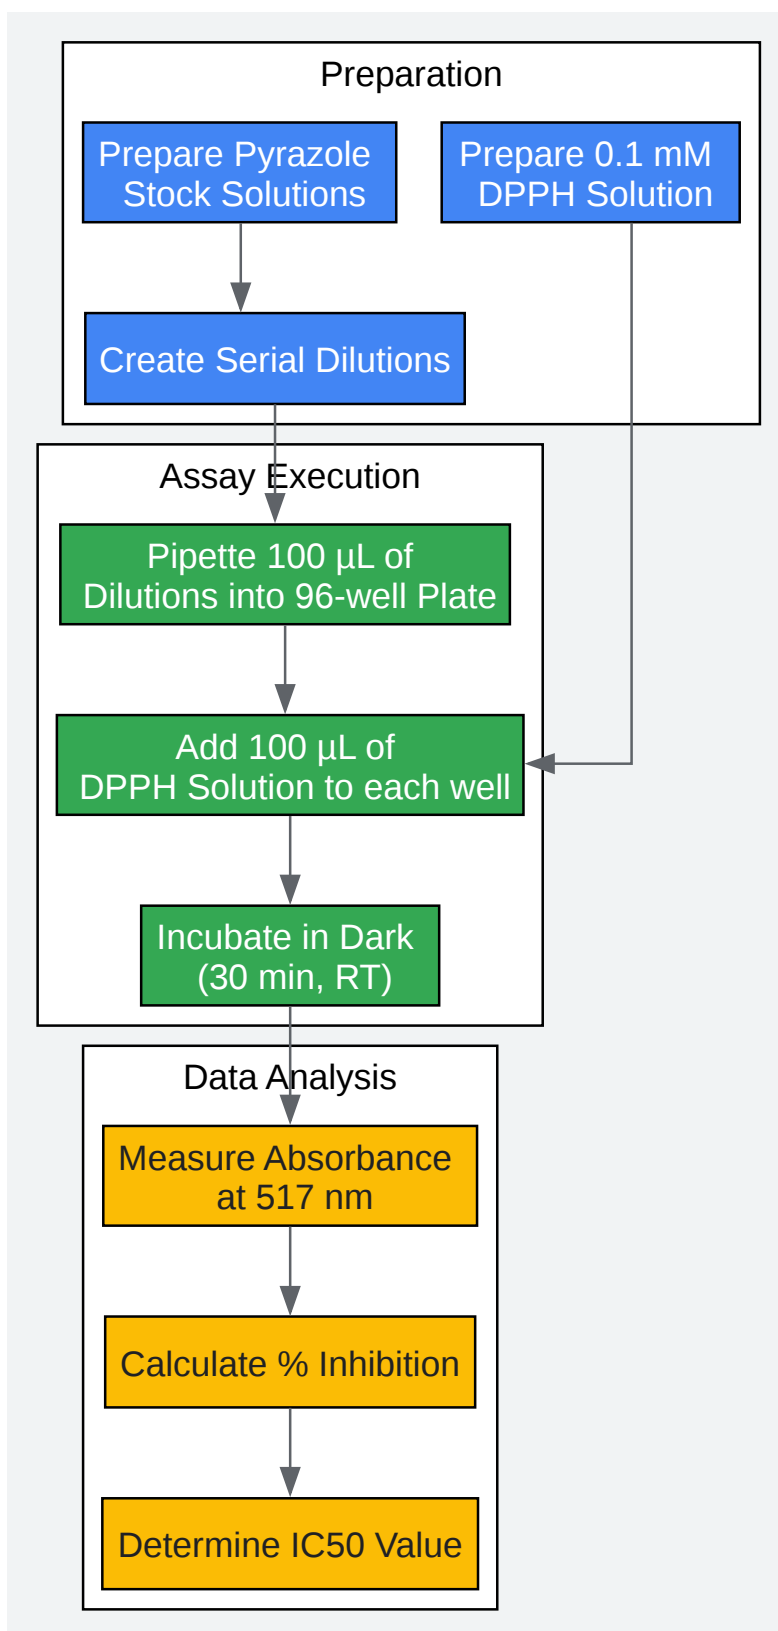 Preparation
Prepare Pyrazole
Stock Solutions
Prepare 0.1 mM
DPPH Solution
Create Serial Dilutions
Assay Execution
Pipette 100 µL of
Dilutions into 96-well Plate
Add 100 µL of
DPPH Solution to each well
Incubate in Dark
(30 min, RT)
Data Analysis
Measure Absorbance
at 517 nm
Calculate % Inhibition
Determine IC50 Value